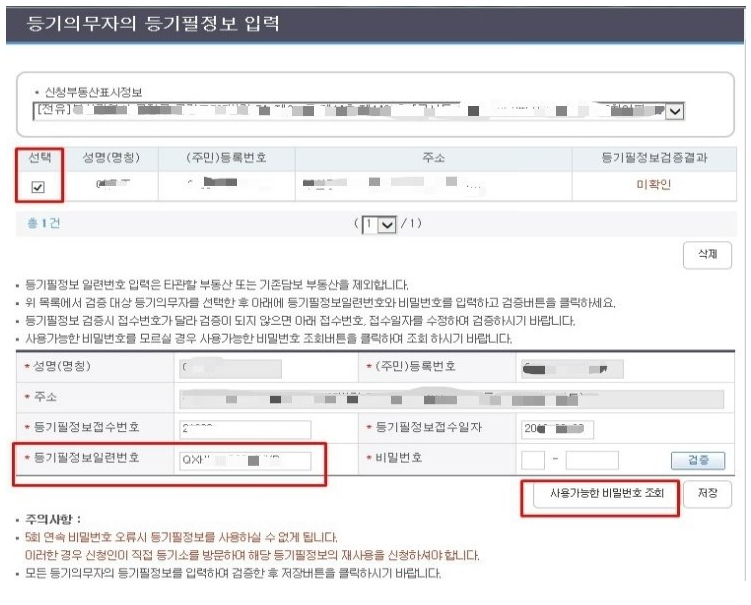 등기의무자의 등기필정보 입력
• 신청부동산표시정보
[전유]
선택 성명(명칭) (주민)등록번호 주소 등기필정보검증결과
미확인
총 1건 ( 1 / 1)
삭제
▪ 등기필정보 일련번호 입력은 타관할 부동산 또는 기존담보 부동산을 제외합니다.
▪ 위 목록에서 검증 대상 등기의무자를 선택한 후 아래에 등기필정보일련번호와 비밀번호를 입력하고 검증버튼을 클릭하세요.
▪ 등기필정보 검증시 접수번호가 달라 검증이 되지 않으면 아래 접수번호, 접수일자를 수정하여 검증하시기 바랍니다.
▪ 사용가능한 비밀번호를 모르실 경우 사용가능한 비밀번호 조회버튼을 클릭하여 조회 하시기 바랍니다.
* 성명(명칭) * (주민)등록번호
* 주소
* 등기필정보접수번호 * 등기필정보접수일자
* 등기필정보일련번호 * 비밀번호 - 검증
사용가능한 비밀번호 조회 저장
▪ 주의사항 :
▪ 5회 연속 비밀번호 오류시 등기필정보를 사용하실 수 없게 됩니다.
이러한 경우 신청인이 직접 등기소를 방문하여 해당 등기필정보의 재사용을 신청하셔야 합니다.
▪ 모든 등기의무자의 등기필정보를 입력하여 검증한 후 저장버튼을 클릭하시기 바랍니다.